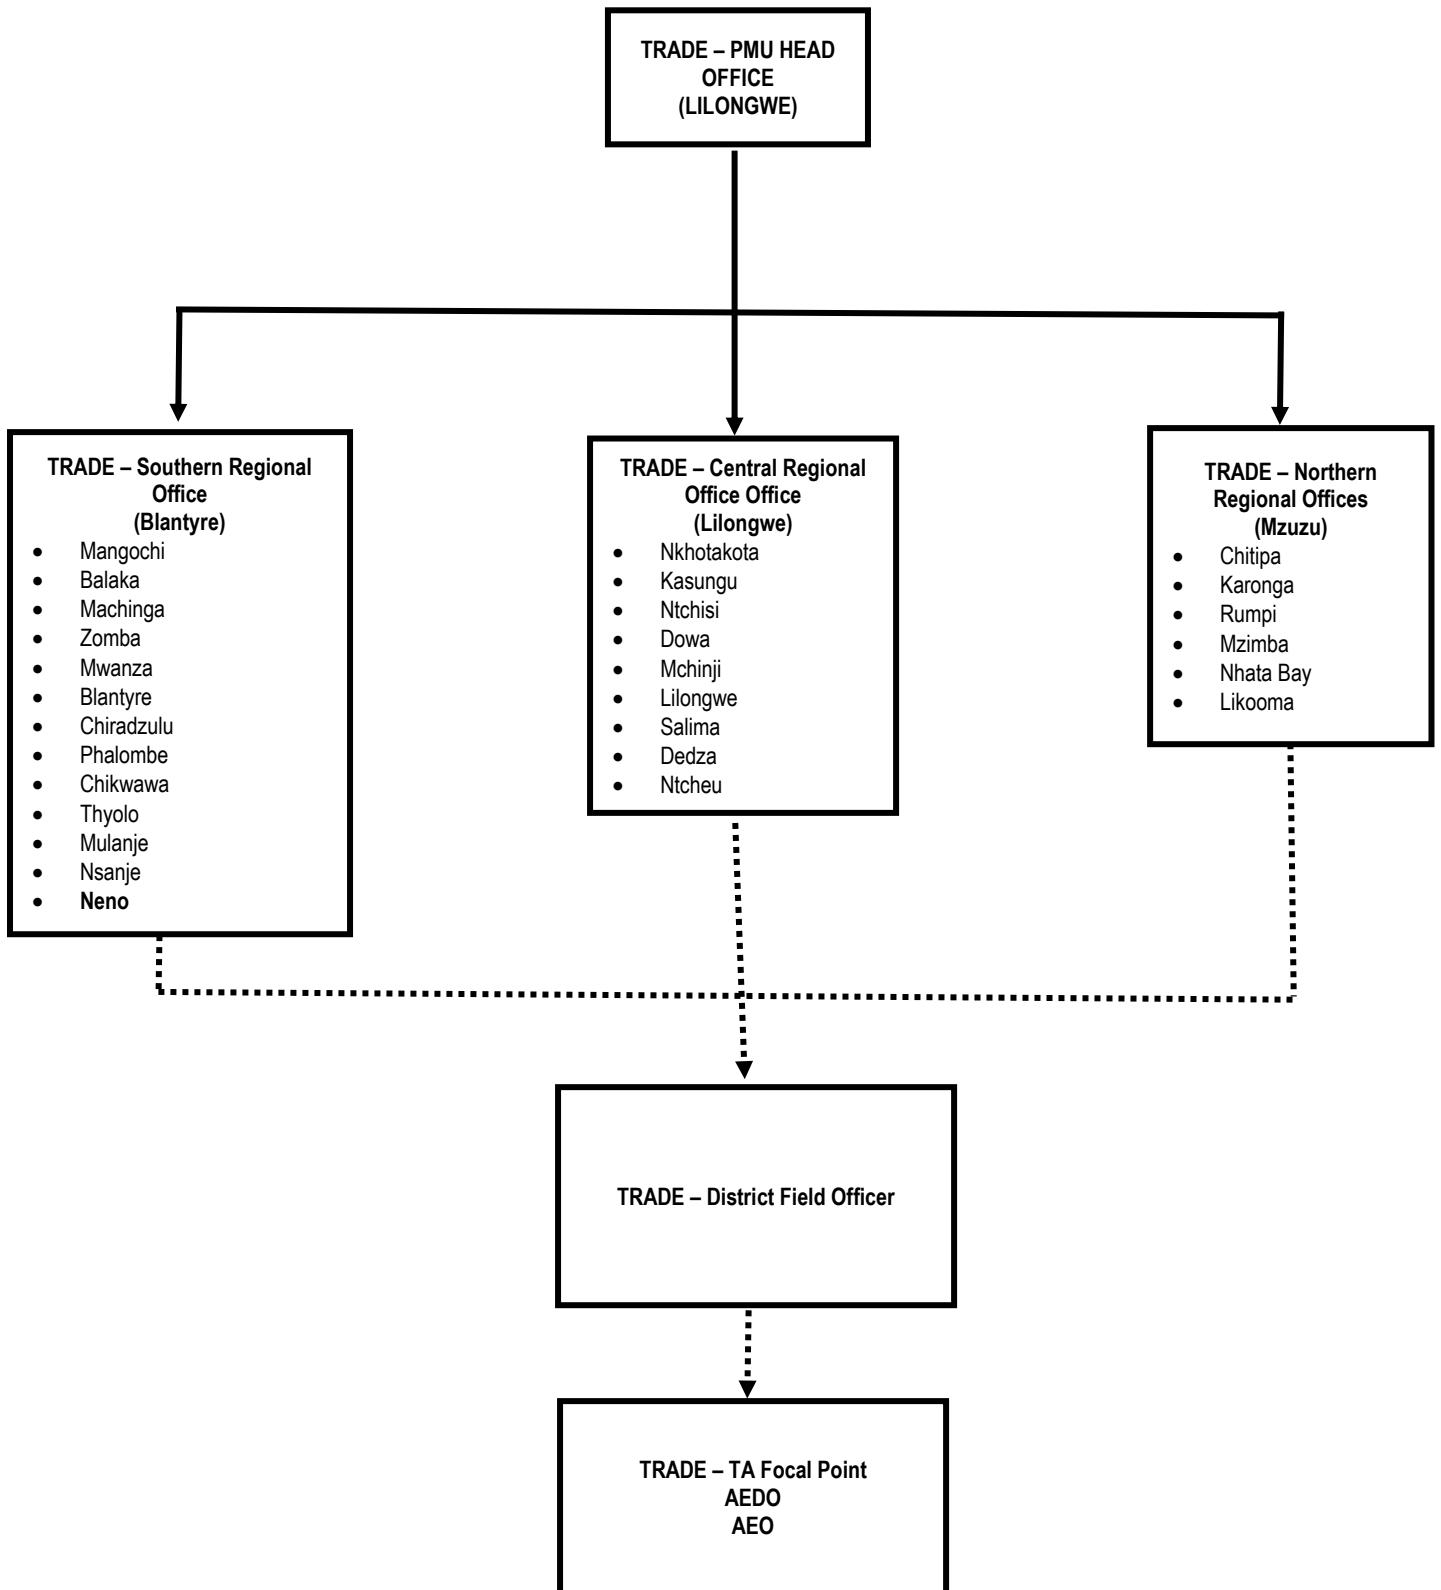 TRADE – PMU HEAD
OFFICE
(LILONGWE)
TRADE – Southern Regional
Office
(Blantyre)
• Mangochi
• Balaka
• Machinga
• Zomba
• Mwanza
• Blantyre
• Chiradzulu
• Phalombe
• Chikwawa
• Thyolo
• Mulanje
• Nsanje
• Neno
TRADE – Central Regional
Office Office
(Lilongwe)
• Nkhotakota
• Kasungu
• Ntchisi
• Dowa
• Mchinji
• Lilongwe
• Salima
• Dedza
• Ntcheu
TRADE – Northern
Regional Offices
(Mzuzu)
• Chitipa
• Karonga
• Rumpi
• Mzimba
• Nhata Bay
• Likooma
TRADE – District Field Officer
TRADE – TA Focal Point
AEDO
AEO